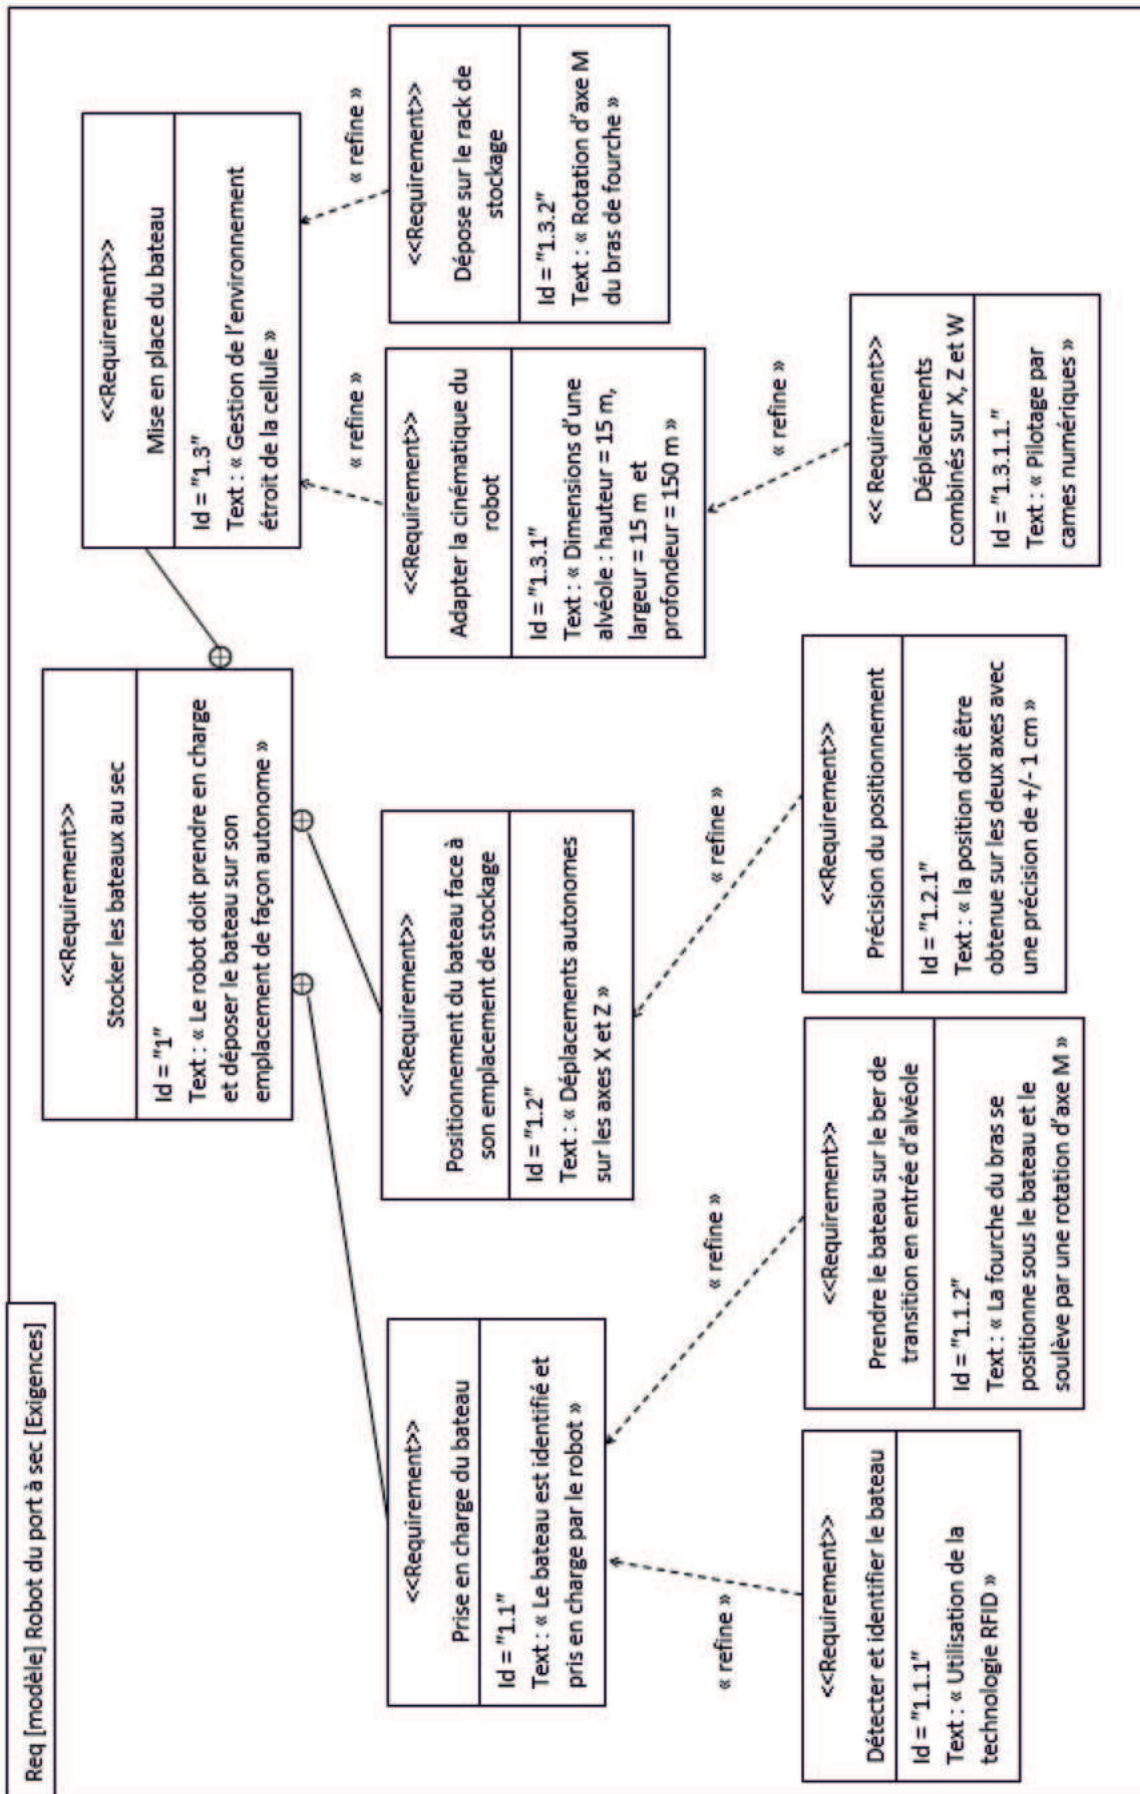 Req [modèle] Robot du port à sec [Exigences]
<<Requirement>>
Stocker les bateaux au sec
Id = "1"
Text : « Le robot doit prendre en charge
et déposer le bateau sur son
emplacement de façon autonome »
<<Requirement>>
Prise en charge du bateau
Id = "1.1"
Text : « Le bateau est identifié et
pris en charge par le robot »
<<Requirement>>
Positionnement du bateau face à
son emplacement de stockage
Id = "1.2"
Text : « Déplacements autonomes
sur les axes X et Z »
<<Requirement>>
Mise en place du bateau
Id = "1.3"
Text : « Gestion de l'environnement
étroit de la cellule »
« refine »
« refine »
<<Requirement>>
Adapter la cinématique du
robot
Id = "1.3.1"
Text : « Dimensions d'une
alvéole : hauteur = 15 m,
largeur = 15 m et
profondeur = 150 m »
<<Requirement>>
Dépose sur le rack de
stockage
Id = "1.3.2"
Text : « Rotation d'axe M
du bras de fourche »
« refine »
« refine »
« refine »
« refine »
<<Requirement>>
Détecter et identifier le bateau
Id = "1.1.1"
Text : « Utilisation de la
technologie RFID »
<<Requirement>>
Prendre le bateau sur le ber de
transition en entrée d'alvéole
Id = "1.1.2"
Text : « La fourche du bras se
positionne sous le bateau et le
soulève par une rotation d'axe M »
<<Requirement>>
Précision du positionnement
Id = "1.2.1"
Text : « la position doit être
obtenue sur les deux axes avec
une précision de +/- 1 cm »
<< Requirement>>
Déplacements
combinés sur X, Z et W
Id = "1.3.1.1."
Text : « Pilotage par
cames numériques »